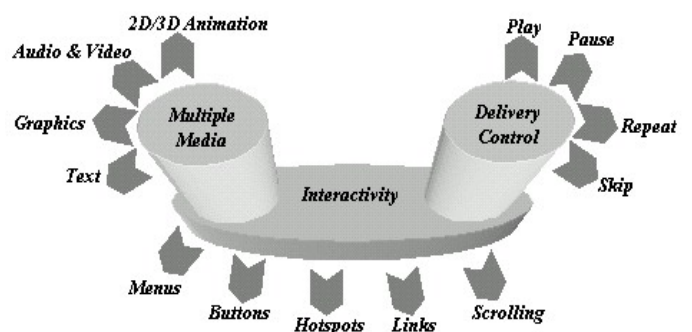 2D/3D Animation
Audio & Video
Graphics
Text
Multiple
Media
Play
Pause
Delivery
Control
Repeat
Skip
Interactivity
Menus
Buttons
Hotspots
Links
Scrolling